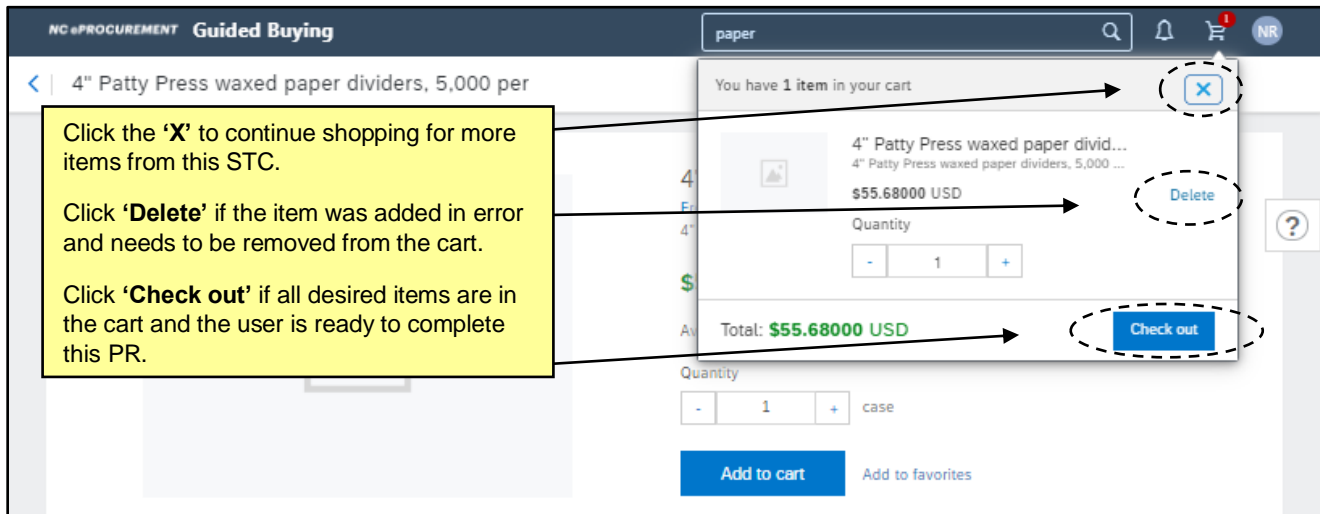 NC ePROCUREMENT Guided Buying
paper
1
NR
4" Patty Press waxed paper dividers, 5,000 per
You have 1 item in your cart
Click the ‘X’ to continue shopping for more
items from this STC.
Click ‘Delete’ if the item was added in error
and needs to be removed from the cart.
Click ‘Check out’ if all desired items are in
the cart and the user is ready to complete
this PR.
4" Patty Press waxed paper divid...
4" Patty Press waxed paper dividers, 5,000 ...
$55.68000 USD
Delete
Quantity
- 1 +
Total: $55.68000 USD
Check out
?
4"
4"
$
Quantity
- 1 + case
Add to cart
Add to favorites